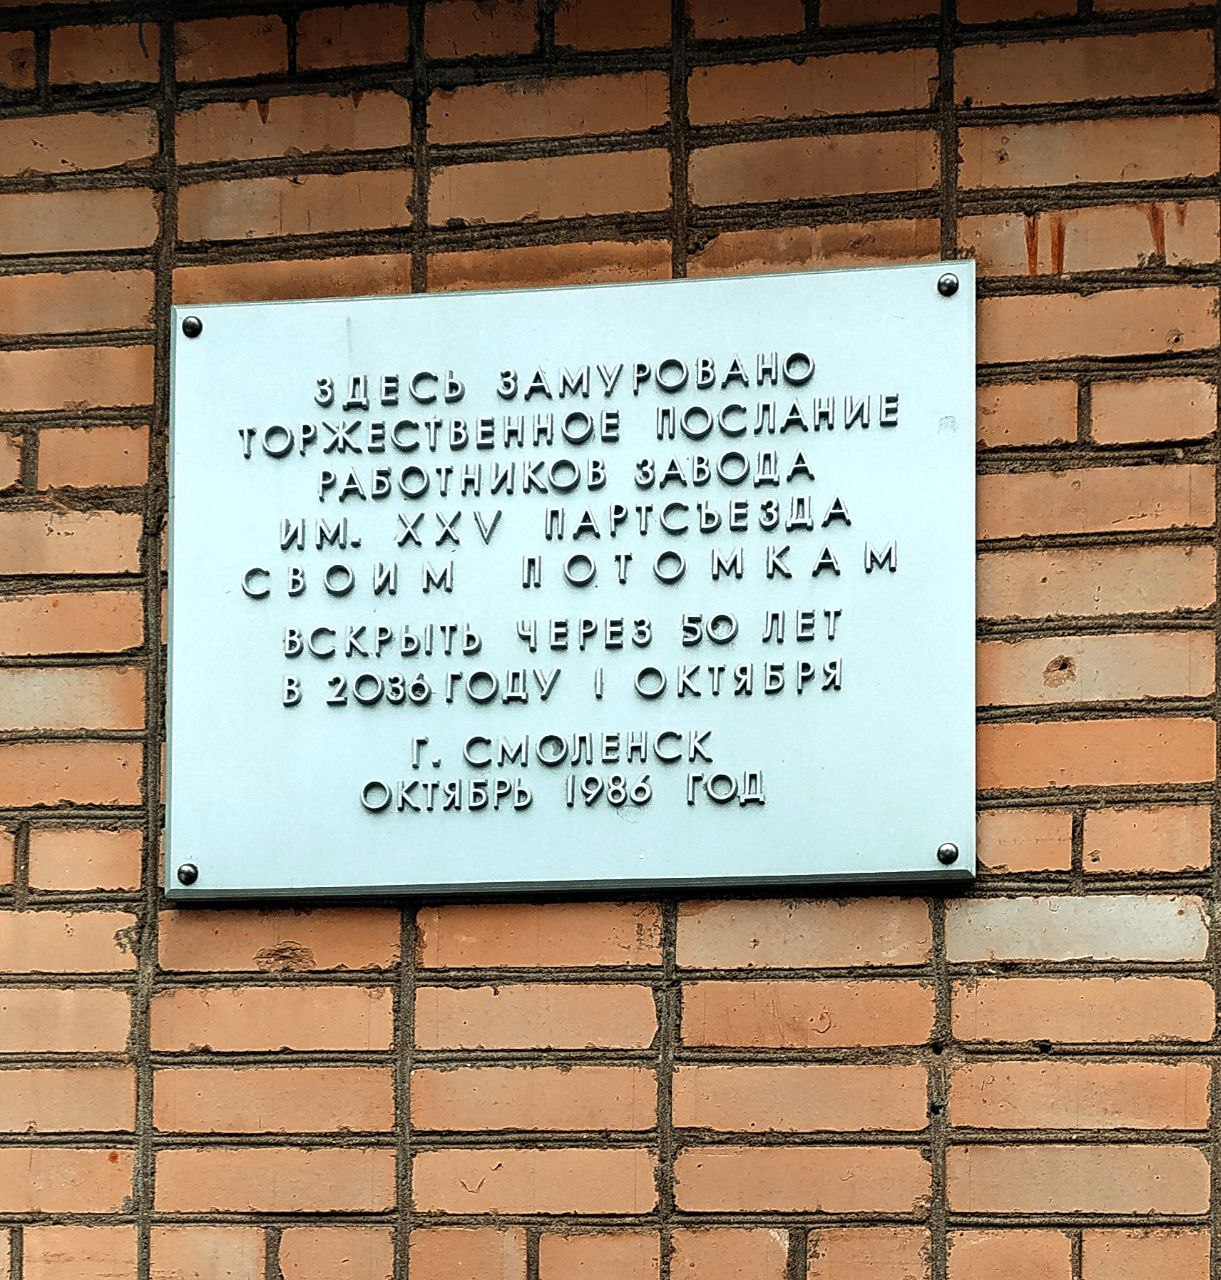 ЗДЕСЬ ЗАМУРОВАНО
ТОРЖЕСТВЕННОЕ ПОСЛАНИЕ
РАБОТНИКОВ ЗАВОДА
ИМ. XXV ПАРТСЪЕЗДА
СВОИМ ПОТОМКАМ
ВСКРЫТЬ ЧЕРЕЗ 50 ЛЕТ
В 2036 ГОДУ 1 ОКТЯБРЯ
Г. СМОЛЕНСК
ОКТЯБРЬ 1986 ГОД